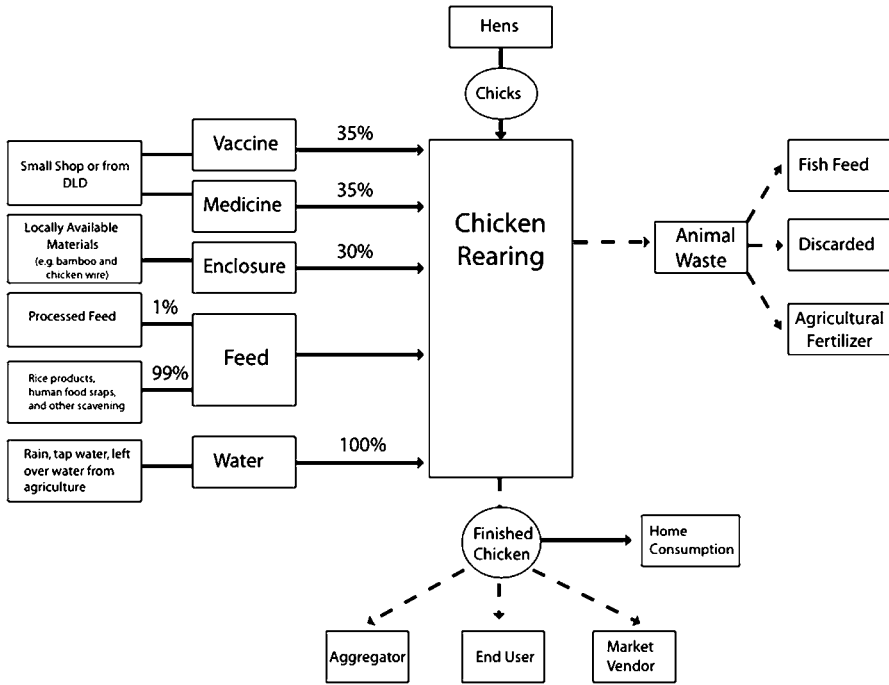 Hens
Chicks
Small Shop or from
DLD
Vaccine
35%
Medicine
35%
Locally Available
Materials
(e.g. bamboo and
chicken wire)
Enclosure
30%
Processed Feed
1%
Feed
Rice products,
human food sraps,
and other scavening
99%
Rain, tap water, left
over water from
agriculture
Water
100%
Chicken
Rearing
Animal
Waste
Fish Feed
Discarded
Agricultural
Fertilizer
Finished
Chicken
Home
Consumption
Aggregator
End User
Market
Vendor